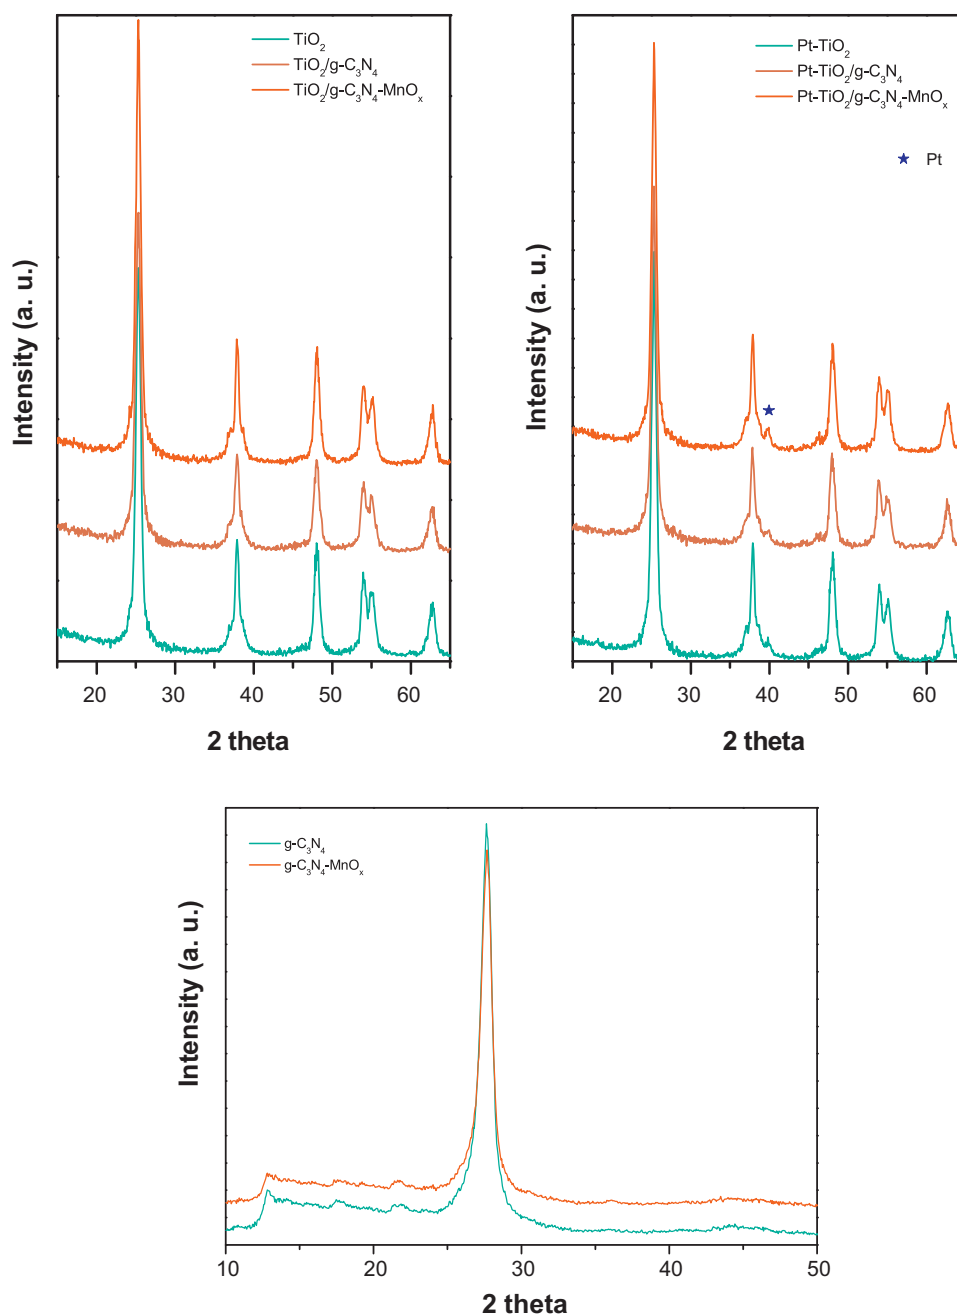 TiO₂
TiO₂/g-C₃N₄
TiO₂/g-C₃N₄-MnOₓ
Intensity (a. u.)
20 30 40 50 60
2 theta
Pt-TiO₂
Pt-TiO₂/g-C₃N₄
Pt-TiO₂/g-C₃N₄-MnOₓ
★ Pt
Intensity (a. u.)
20 30 40 50 60
2 theta
g-C₃N₄
g-C₃N₄-MnOₓ
Intensity (a. u.)
10 20 30 40 50
2 theta